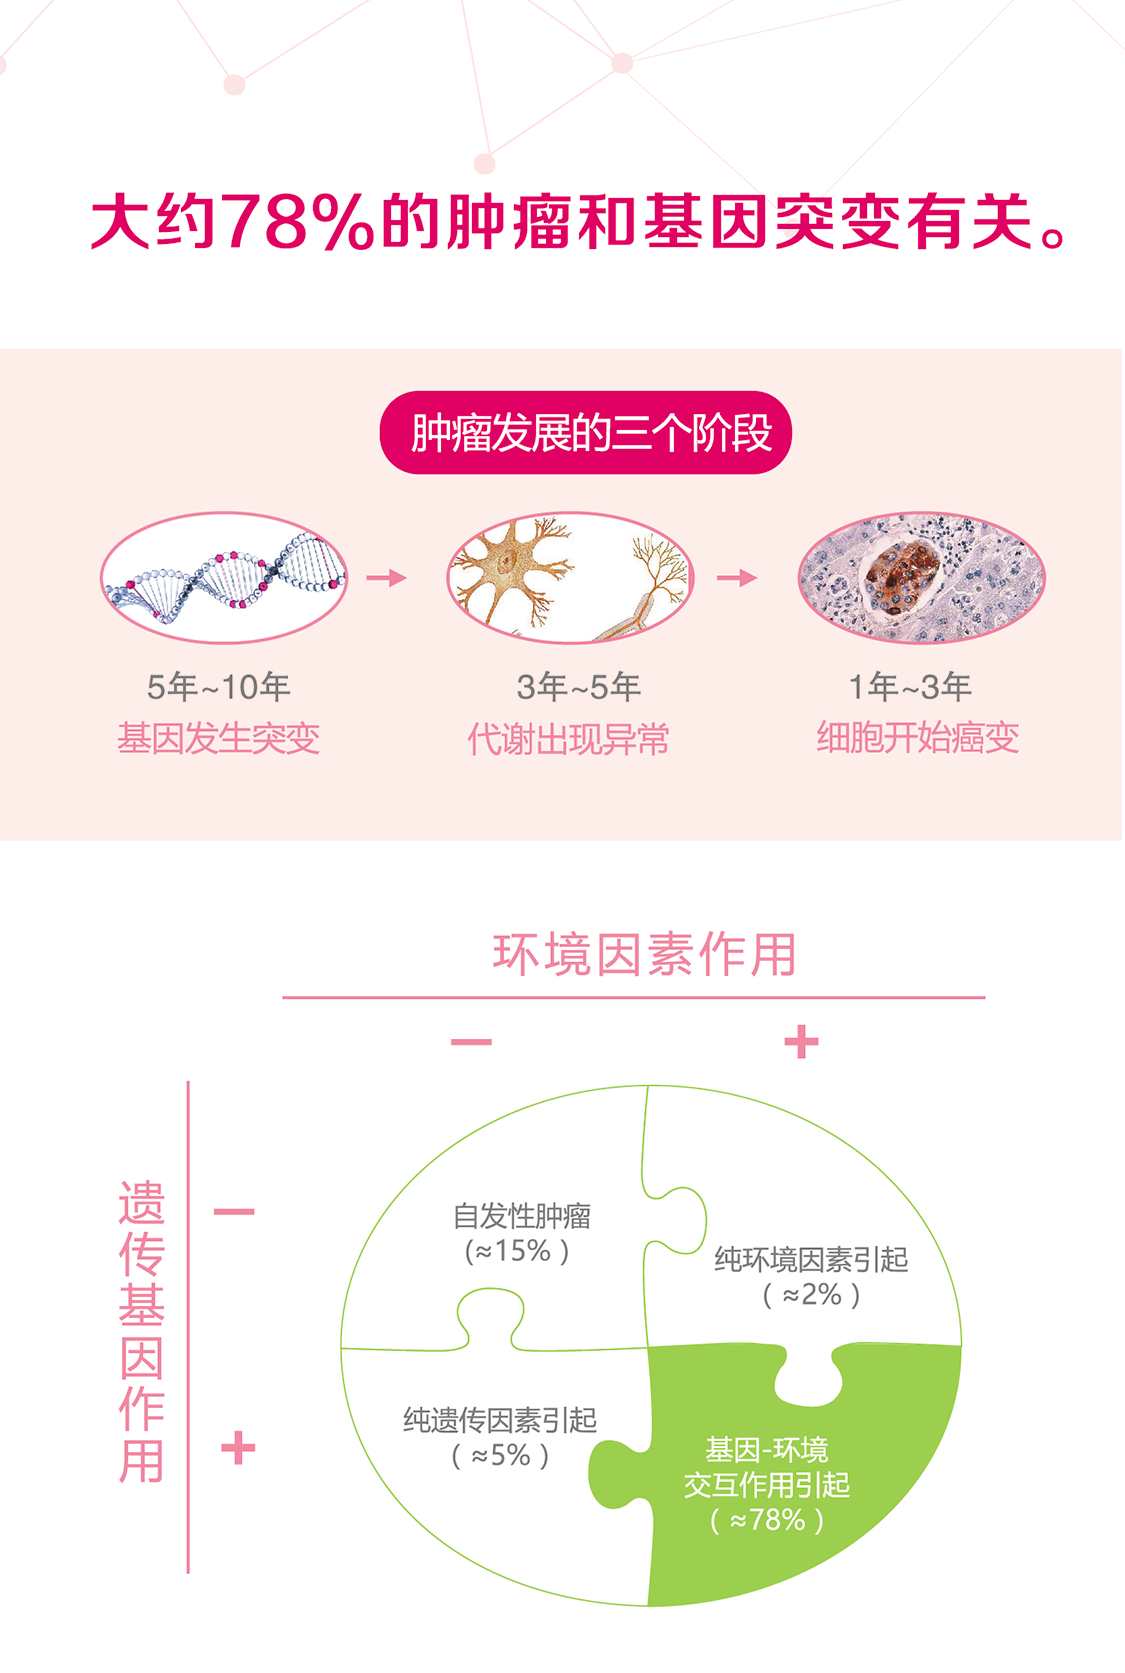 大约78%的肿瘤和基因突变有关。
肿瘤发展的三个阶段
5年~10年
基因发生突变
3年~5年
代谢出现异常
1年~3年
细胞开始癌变
环境因素作用
— +
遗传基因作用
—
+
自发性肿瘤
(≈15% )
纯环境因素引起
( ≈2% )
纯遗传因素引起
( ≈5% )
基因-环境
交互作用引起
( ≈78% )